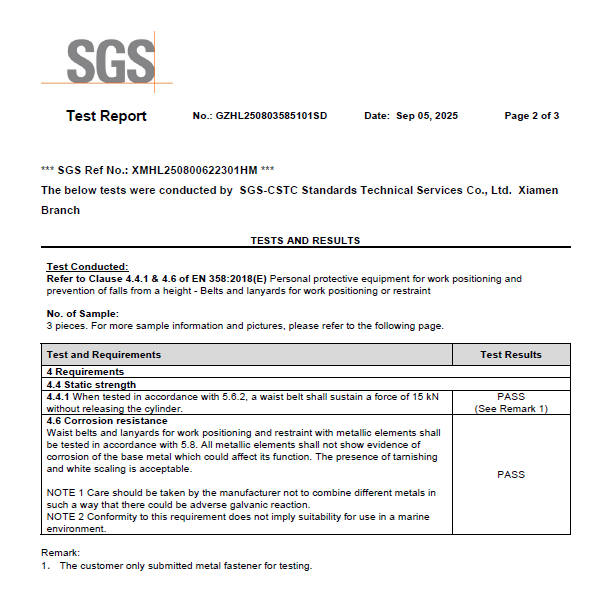 SGS
Test Report No.: GZHL250803585101SD Date: Sep 05, 2025 Page 2 of 3
*** SGS Ref No.: XMHL250800622301HM ***
The below tests were conducted by SGS-CSTC Standards Technical Services Co., Ltd. Xiamen
Branch
TESTS AND RESULTS
Test Conducted:
Refer to Clause 4.4.1 & 4.6 of EN 358:2018(E) Personal protective equipment for work positioning and
prevention of falls from a height - Belts and lanyards for work positioning or restraint
No. of Sample:
3 pieces. For more sample information and pictures, please refer to the following page.
Test and Requirements Test Results
4 Requirements
4.4 Static strength
4.4.1 When tested in accordance with 5.6.2, a waist belt shall sustain a force of 15 kN PASS
without releasing the cylinder. (See Remark 1)
4.6 Corrosion resistance
Waist belts and lanyards for work positioning and restraint with metallic elements shall
be tested in accordance with 5.8. All metallic elements shall not show evidence of
corrosion of the base metal which could affect its function. The presence of tarnishing
and white scaling is acceptable.
PASS
NOTE 1 Care should be taken by the manufacturer not to combine different metals in
such a way that there could be adverse galvanic reaction.
NOTE 2 Conformity to this requirement does not imply suitability for use in a marine
environment.
Remark:
1. The customer only submitted metal fastener for testing.